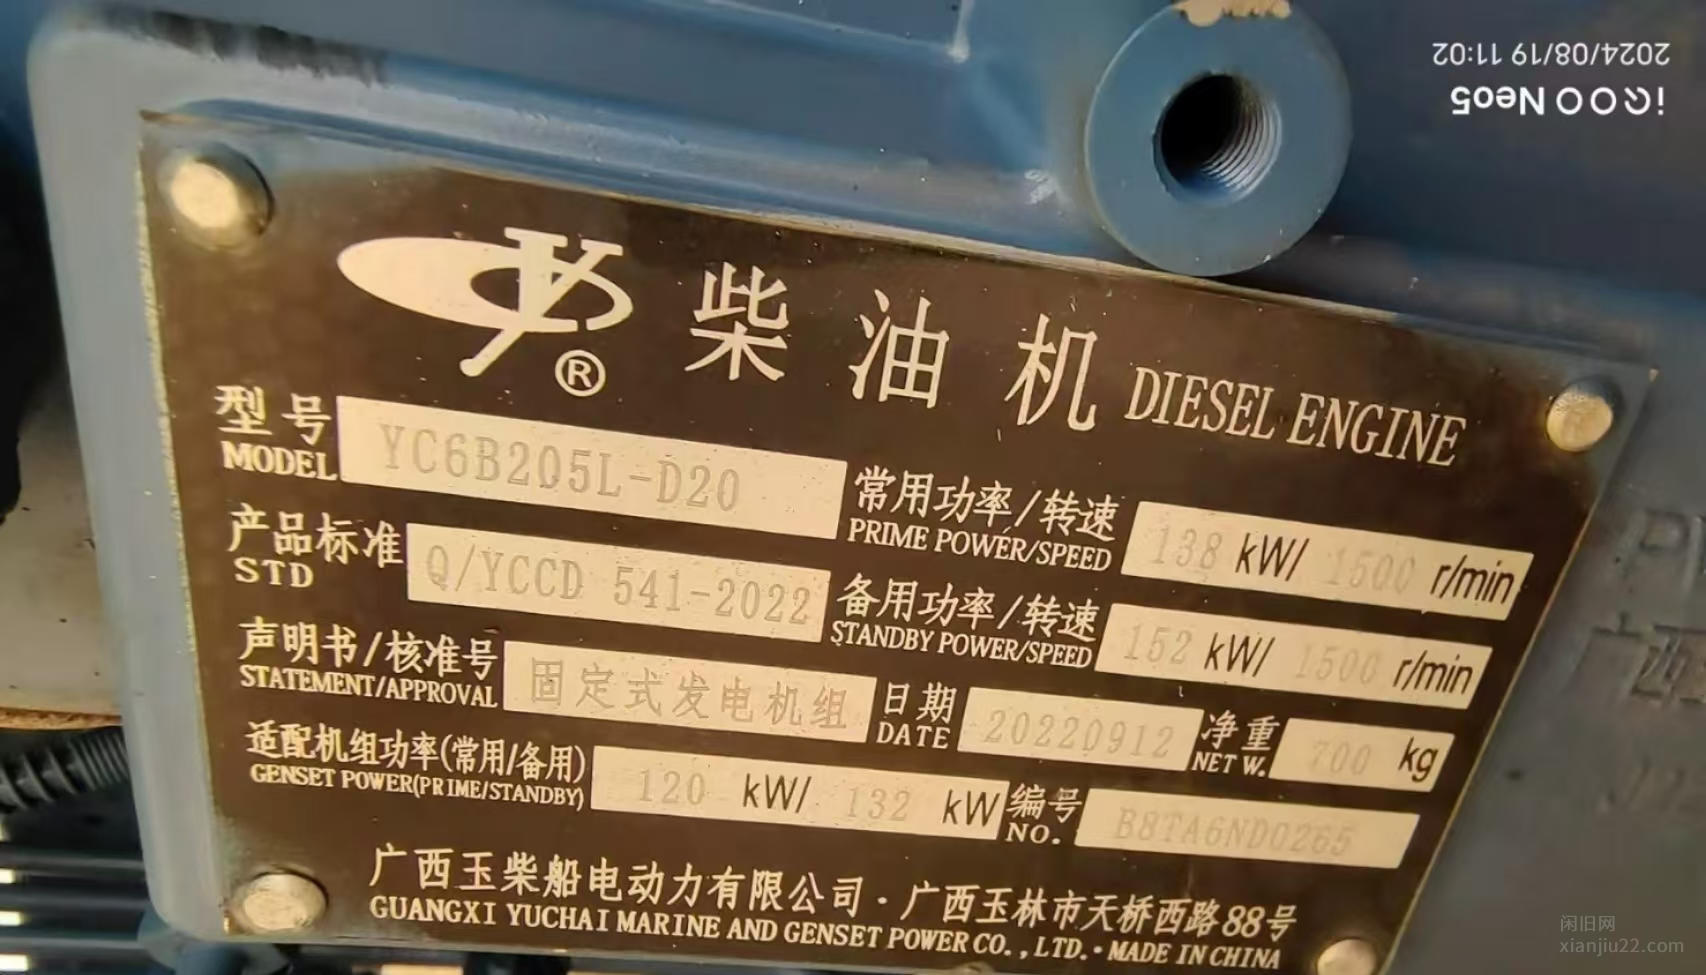 iQOO Neo5
2024/08/19 11:02
柴油机 DIESEL ENGINE
®
型号 YC6B205L-D20 常用功率/转速 138 kW/ 1500 r/min
MODEL PRIME POWER/SPEED
产品标准 Q/YCCD 541-2022 备用功率/转速 152 kW/ 1500 r/min
STD STANDBY POWER/SPEED
声明书/核准号 固定式发电机组 日期 20220912 净重 700 kg
STATEMENT/APPROVAL DATE NET W.
适配机组功率(常用/备用) 120 kW/ 132 kW 编号 B8TA6ND0265
GENSET POWER(PRIME/STANDBY) NO.
广西玉柴船电动力有限公司·广西玉林市天桥西路88号
GUANGXI YUCHAI MARINE AND GENSET POWER CO.,LTD.·MADE IN CHINA
闲旧网
xianjiu22.com